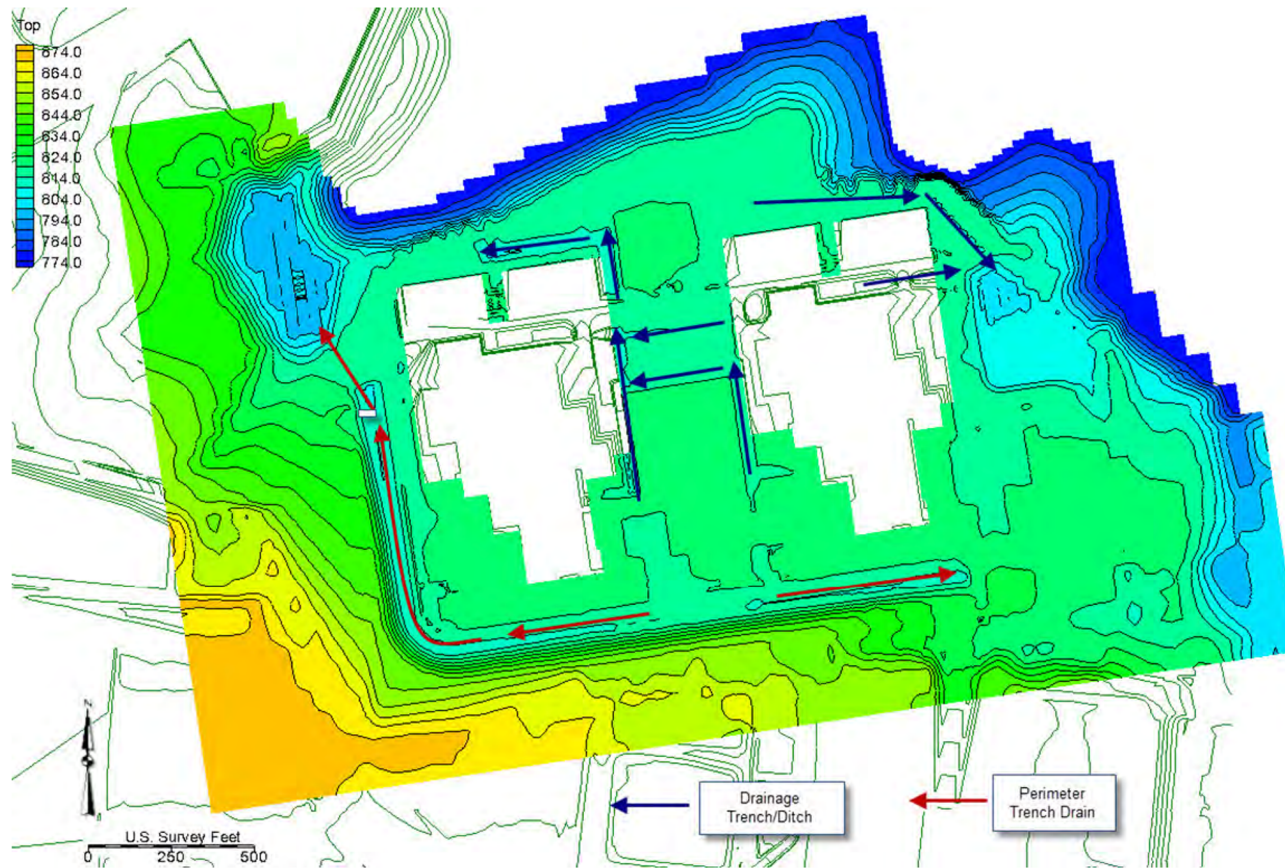 Top
874.0
864.0
854.0
844.0
834.0
824.0
814.0
804.0
794.0
784.0
774.0
N
U.S. Survey Feet
0 250 500
Drainage
Trench/Ditch
Perimeter
Trench Drain